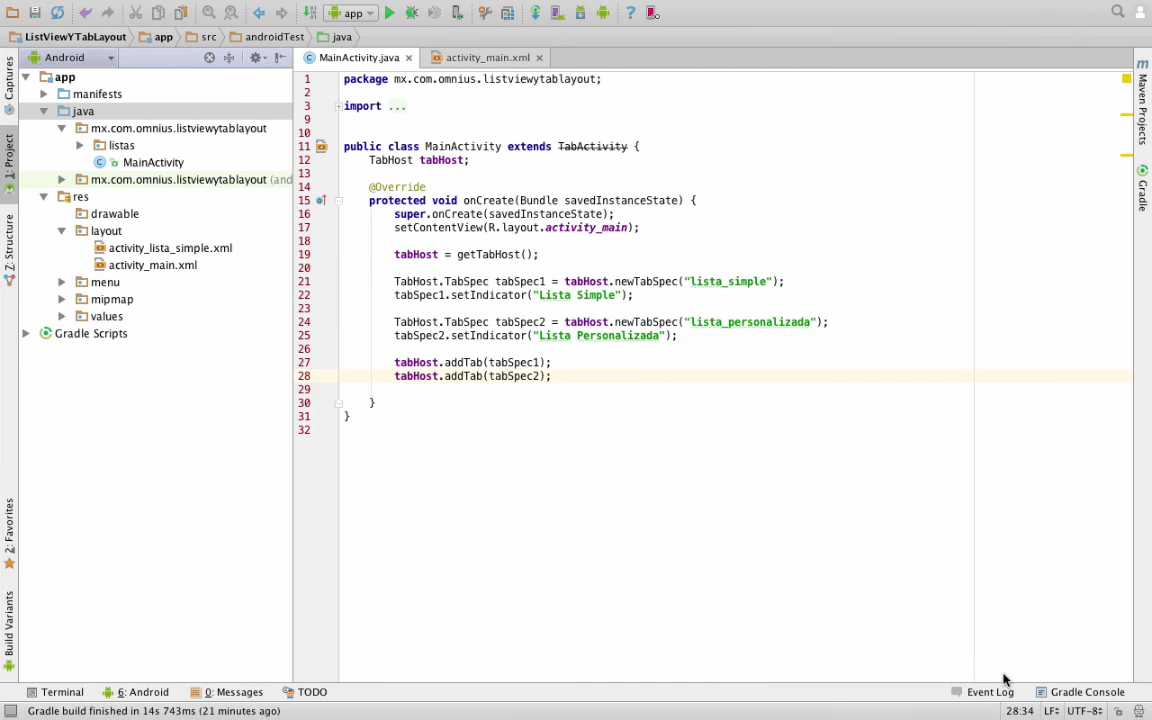 app
ListViewYTabLayout app src androidTest java
Android
MainActivity.java activity_main.xml
Captures
1: Project
Z: Structure
2: Favorites
Build Variants
app
manifests
java
mx.com.omnius.listviewytablayout
listas
MainActivity
mx.com.omnius.listviewytablayout (and
res
drawable
layout
activity_lista_simple.xml
activity_main.xml
menu
mipmap
values
Gradle Scripts
1 package mx.com.omnius.listviewytablayout;
2
3 import ...
9
10
11 public class MainActivity extends TabActivity {
12 TabHost tabHost;
13
14 @Override
15 protected void onCreate(Bundle savedInstanceState) {
16 super.onCreate(savedInstanceState);
17 setContentView(R.layout.activity_main);
18
19 tabHost = getTabHost();
20
21 TabHost.TabSpec tabSpec1 = tabHost.newTabSpec("lista_simple");
22 tabSpec1.setIndicator("Lista Simple");
23
24 TabHost.TabSpec tabSpec2 = tabHost.newTabSpec("lista_personalizada");
25 tabSpec2.setIndicator("Lista Personalizada");
26
27 tabHost.addTab(tabSpec1);
28 tabHost.addTab(tabSpec2);
29
30 }
31 }
32
m
Maven Projects
Gradle
Terminal 6: Android 0: Messages TODO Event Log Gradle Console
Gradle build finished in 14s 743ms (21 minutes ago) 28:34 LF UTF-8